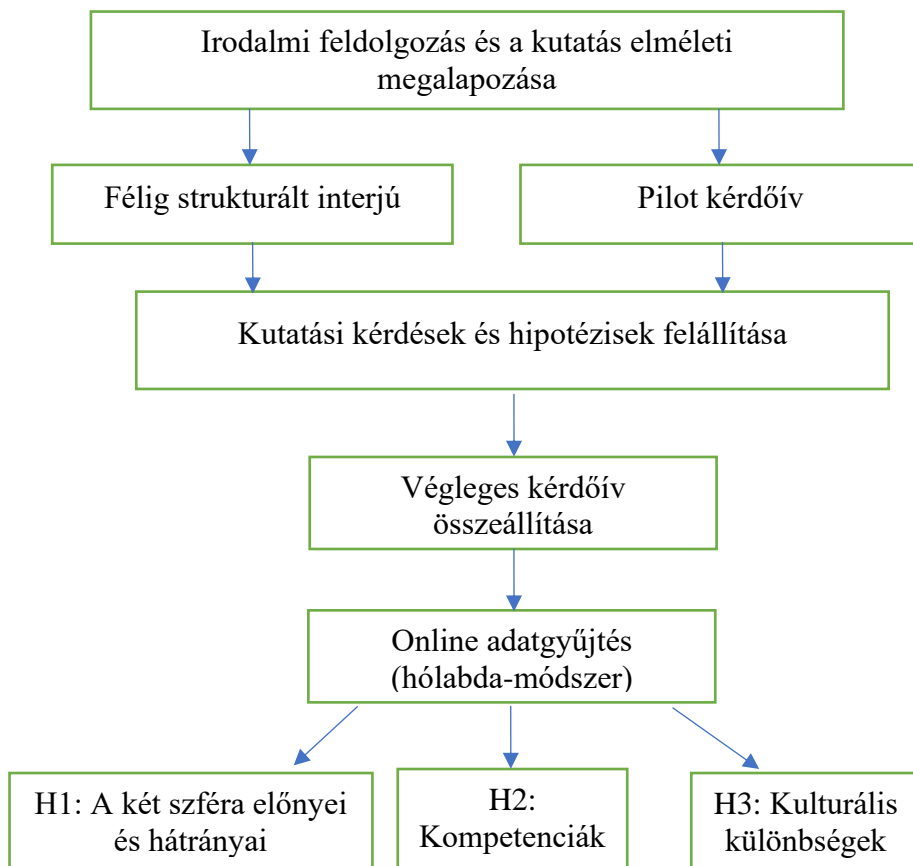 Irodalmi feldolgozás és a kutatás elméleti
megalapozása
Félig strukturált interjú
Pilot kérdőív
Kutatási kérdések és hipotézisek felállítása
Végleges kérdőív
összeállítása
Online adatgyűjtés
(hólabda-módszer)
H1: A két szféra előnyei
és hátrányai
H2:
Kompetenciák
H3: Kulturális
különbségek